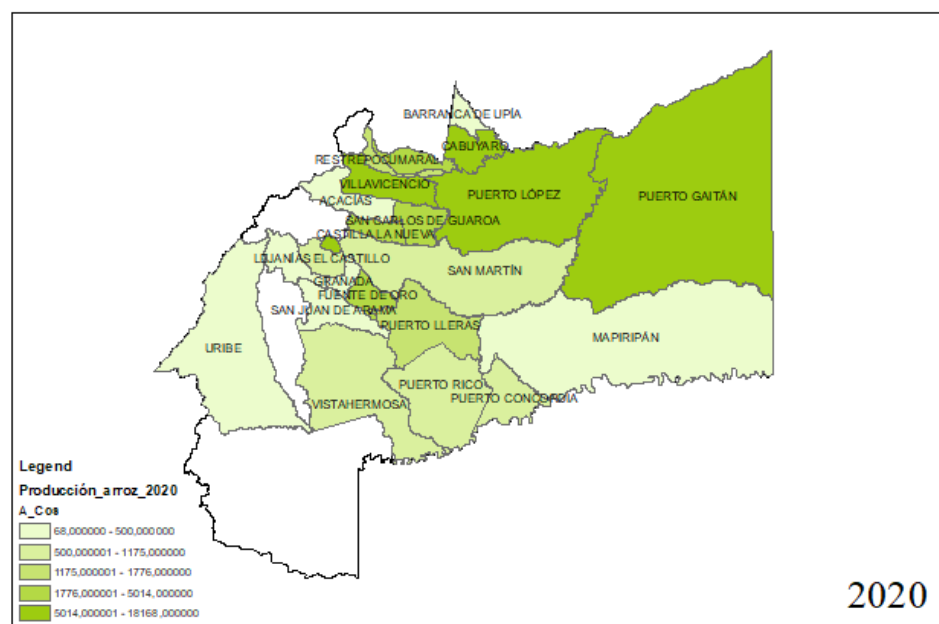 BARRANCA DE UPÍA
CABUYARO
RESTREPO CUMARAL
VILLAVICENCIO
PUERTO LÓPEZ
PUERTO GAITÁN
ACACÍAS
SAN CARLOS DE GUAROA
CASTILLA LA NUEVA
LEJANÍAS EL CASTILLO
SAN MARTÍN
GRANADA
FUENTE DE ORO
SAN JUAN DE ARAMA
PUERTO LLERAS
MAPIRIPÁN
URIBE
PUERTO RICO
PUERTO CONCORDIA
VISTAHERMOSA
Legend
Producción_arroz_2020
A_Cos
68,000000 - 500,000000
500,000001 - 1175,000000
1175,000001 - 1776,000000
1776,000001 - 5014,000000
5014,000001 - 18168,000000
2020